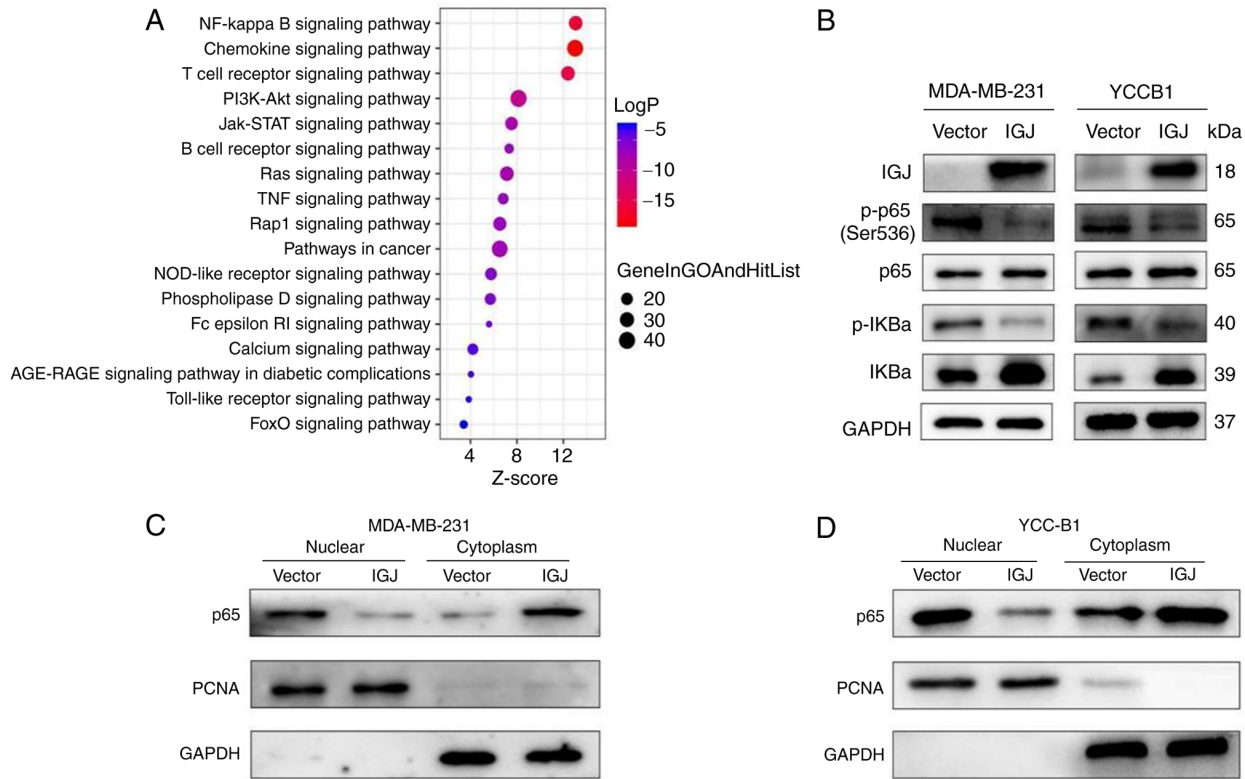 A
NF-kappa B signaling pathway
Chemokine signaling pathway
T cell receptor signaling pathway
PI3K-Akt signaling pathway
Jak-STAT signaling pathway
B cell receptor signaling pathway
Ras signaling pathway
TNF signaling pathway
Rap1 signaling pathway
Pathways in cancer
NOD-like receptor signaling pathway
Phospholipase D signaling pathway
Fc epsilon RI signaling pathway
Calcium signaling pathway
AGE-RAGE signaling pathway in diabetic complications
Toll-like receptor signaling pathway
FoxO signaling pathway
4 8 12
Z-score
LogP
−5
−10
−15
GeneInGOAndHitList
20
30
40
B
MDA-MB-231 YCCB1
Vector IGJ Vector IGJ kDa
IGJ 18
p-p65
(Ser536) 65
p65 65
p-IKBa 40
IKBa 39
GAPDH 37
C
MDA-MB-231
Nuclear Cytoplasm
Vector IGJ Vector IGJ
p65
PCNA
GAPDH
D
YCC-B1
Nuclear Cytoplasm
Vector IGJ Vector IGJ
p65
PCNA
GAPDH